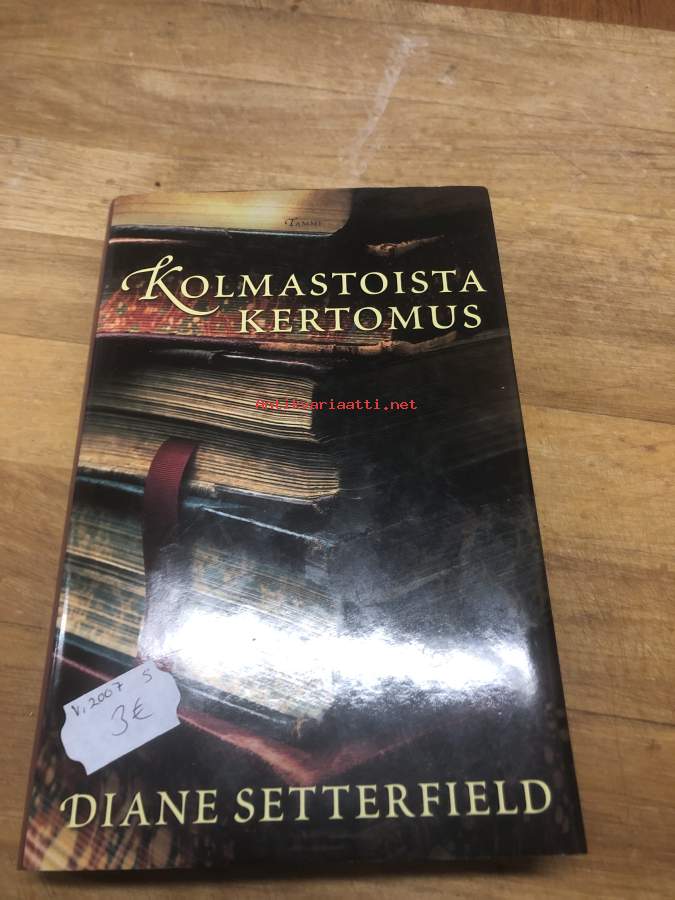 Tammi
Kolmastoista
Kertomus
Antikvariaatti.net
V. 2007 S
3€
Diane Setterfield